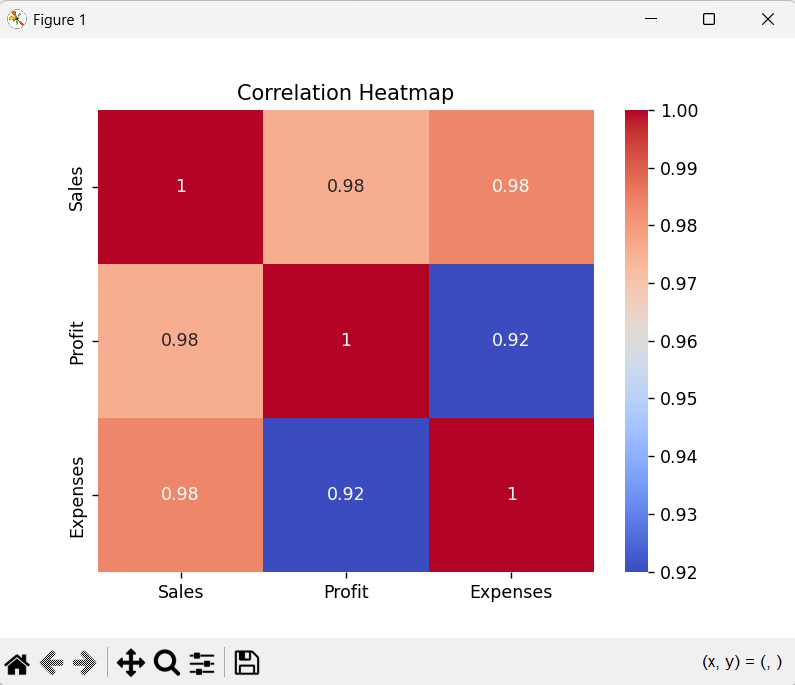 Figure 1
Correlation Heatmap
Sales
1
0.98
0.98
Profit
0.98
1
0.92
Expenses
0.98
0.92
1
Sales
Profit
Expenses
1.00
0.99
0.98
0.97
0.96
0.95
0.94
0.93
0.92
(x, y) = (, )